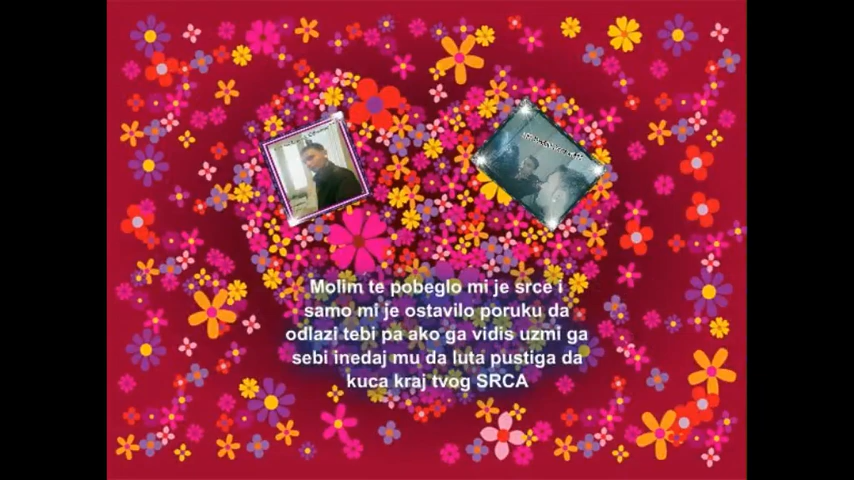 Molim te pobeglo mi je srce i
samo mi je ostavilo poruku da
odlazi tebi pa ako ga vidis uzmi ga
sebi inedaj mu da luta pustiga da
kuca kraj tvog SRCA